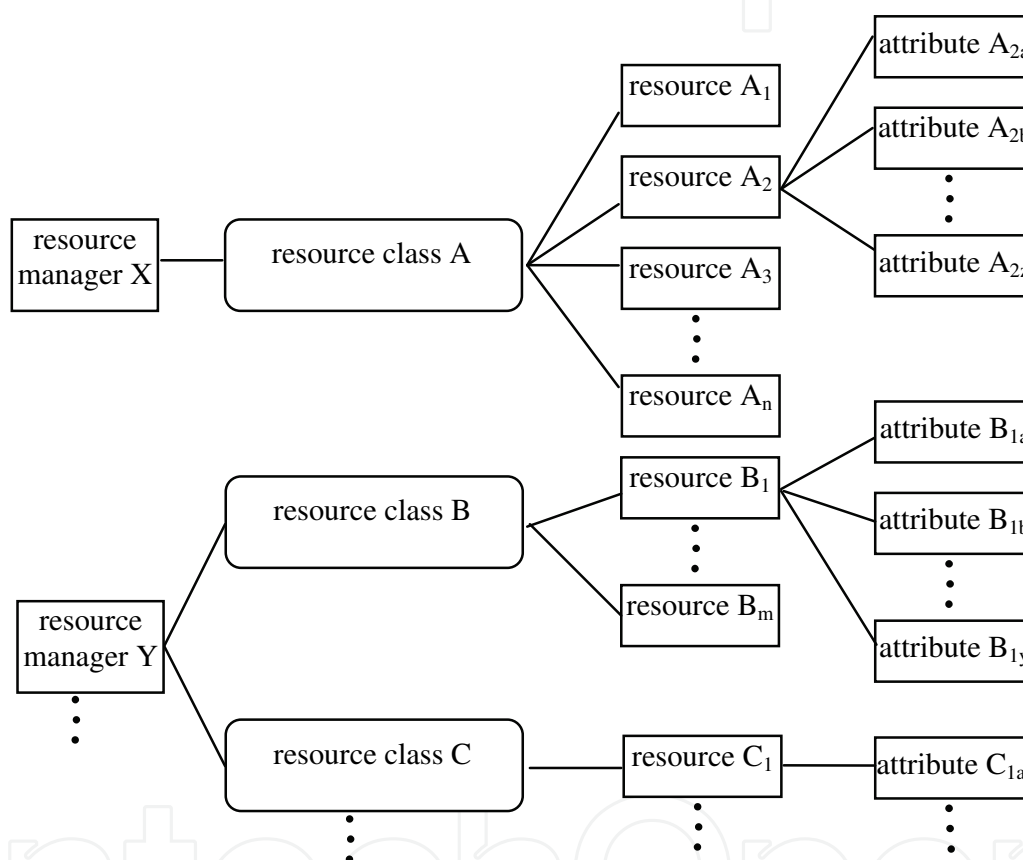 attribute A2a
resource A1
attribute A2b
resource A2
resource
manager X
resource class A
resource A3
attribute A2z
resource An
attribute B1a
resource B1
resource class B
attribute B1b
resource Bm
resource
manager Y
attribute B1y
resource class C
resource C1
attribute C1a